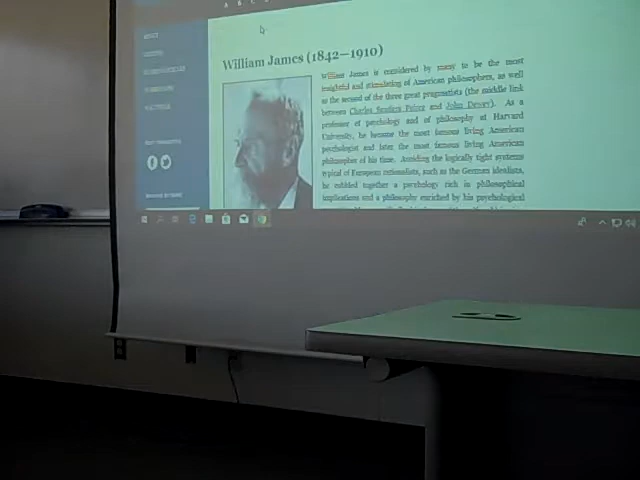 William James (1842—1910)
William James is considered by many to be the most
insightful and stimulating of American philosophers, as well
as the second of the three great pragmatists (the middle link
between Charles Sanders Peirce and John Dewey). As a
professor of psychology and of philosophy at Harvard
University, he became the most famous living American
psychologist and later the most famous living American
philosopher of his time. Avoiding the logically tight systems
typical of European rationalists, such as the German idealists,
he cobbled together a psychology rich in philosophical
implications and a philosophy enriched by his psychological